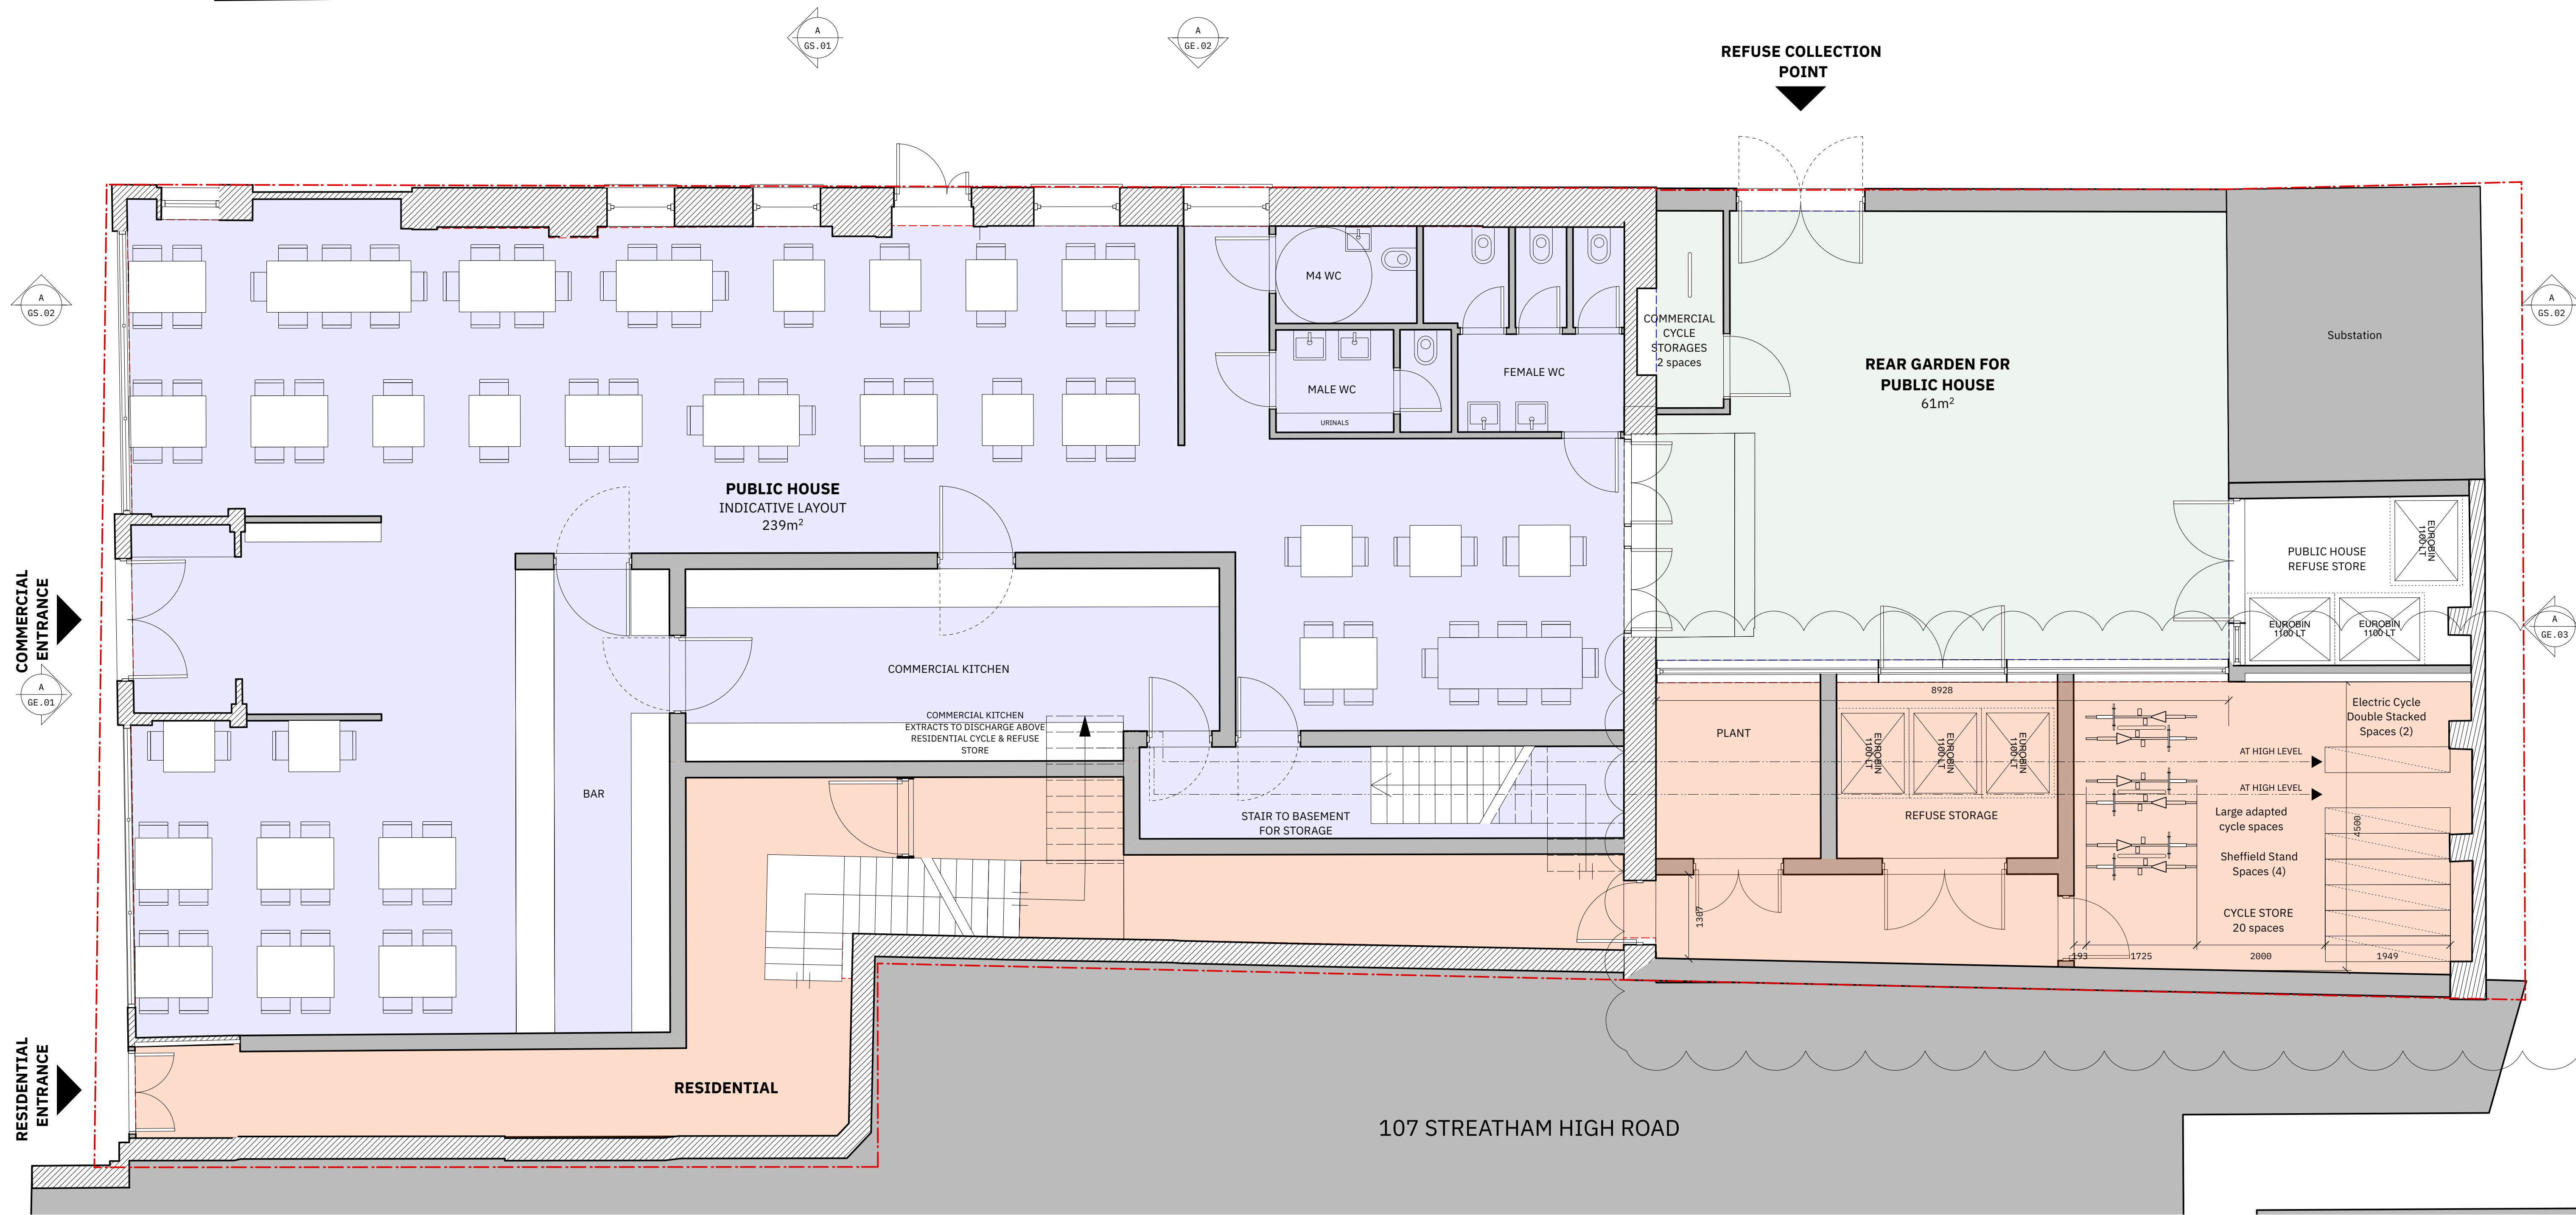 A
GS.01
A
GE.02
REFUSE COLLECTION
POINT
A
GS.02
A
GS.02
M4 WC
MALE WC
URINALS
FEMALE WC
COMMERCIAL
CYCLE
STORAGES
2 spaces
REAR GARDEN FOR
PUBLIC HOUSE
61m²
Substation
PUBLIC HOUSE
INDICATIVE LAYOUT
239m²
PUBLIC HOUSE
REFUSE STORE
EUROBIN
1100 LT
EUROBIN
1100 LT
EUROBIN
1100 LT
COMMERCIAL
ENTRANCE
A
GE.01
A
GE.03
COMMERCIAL KITCHEN
COMMERCIAL KITCHEN
EXTRACTS TO DISCHARGE ABOVE
RESIDENTIAL CYCLE & REFUSE
STORE
BAR
STAIR TO BASEMENT
FOR STORAGE
8928
PLANT
EUROBIN
1100 LT
EUROBIN
1100 LT
EUROBIN
1100 LT
REFUSE STORAGE
Electric Cycle
Double Stacked
Spaces (2)
AT HIGH LEVEL
AT HIGH LEVEL
Large adapted
cycle spaces
4500
Sheffield Stand
Spaces (4)
CYCLE STORE
20 spaces
1307
193
1725
2000
1949
RESIDENTIAL
ENTRANCE
RESIDENTIAL
107 STREATHAM HIGH ROAD